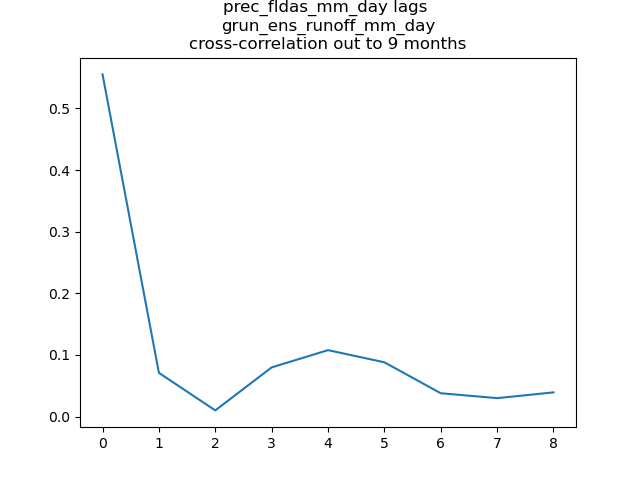 prec_fldas_mm_day lags
grun_ens_runoff_mm_day
cross-correlation out to 9 months
0.5
0.4
0.3
0.2
0.1
0.0
0 1 2 3 4 5 6 7 8